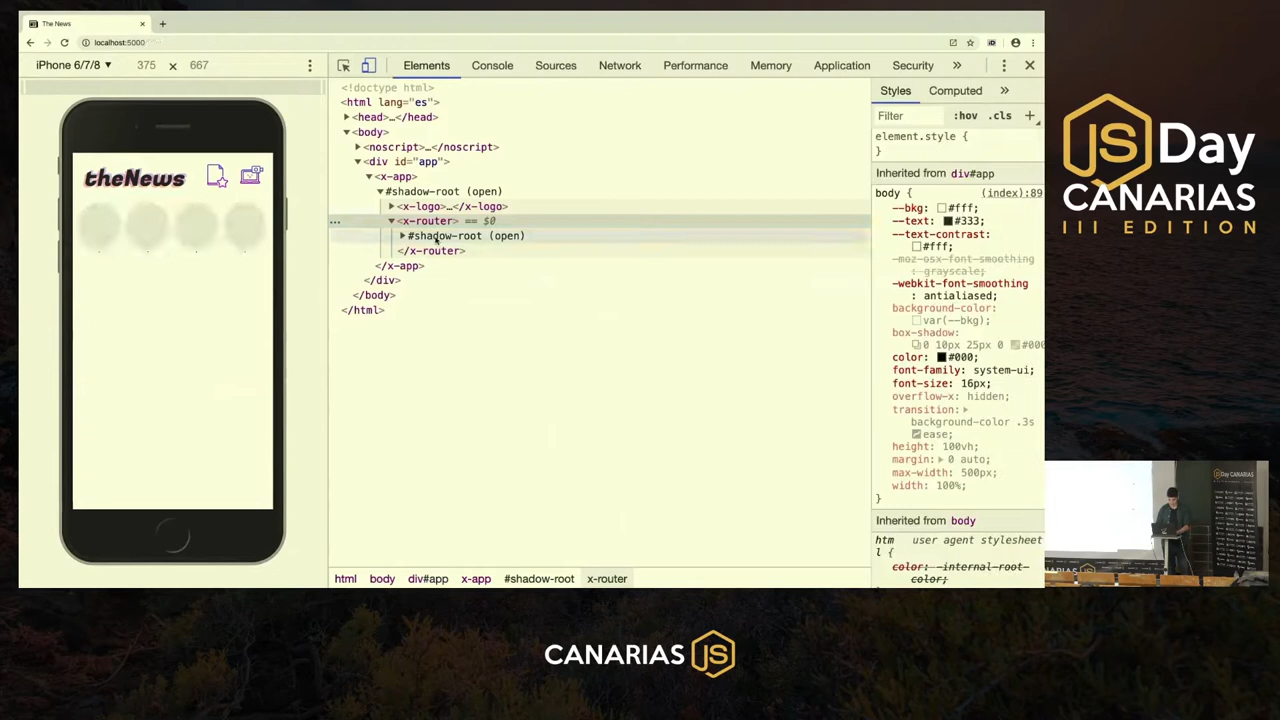 The News
localhost:5000
iPhone 6/7/8 ▼ 375 × 667
Elements Console Sources Network Performance Memory Application Security »
theNews
<!doctype html>
<html lang="es">
<head>…</head>
<body>
<noscript>…</noscript>
<div id="app">
<x-app>
#shadow-root (open)
<x-logo>…</x-logo>
<x-router> == $0
#shadow-root (open)
</x-router>
</x-app>
</div>
</body>
</html>
html body div#app x-app #shadow-root x-router
Styles Computed »
Filter :hov .cls +
element.style {
}
Inherited from div#app
body { (index):89
--bkg: #fff;
--text: #333;
--text-contrast:
#fff;
-moz-osx-font-smoothing
: grayscale;
-webkit-font-smoothing
: antialiased;
background-color:
var(--bkg);
box-shadow:
0 10px 25px 0 #000
color: #000;
font-family: system-ui;
font-size: 16px;
overflow-x: hidden;
transition:
background-color .3s
ease;
height: 100vh;
margin: 0 auto;
max-width: 500px;
width: 100%;
}
Inherited from body
htm user agent stylesheet
l {
color: -internal-root-
color;
JS Day
CANARIAS
III EDITION
JS Day CANARIAS
CANARIAS JS